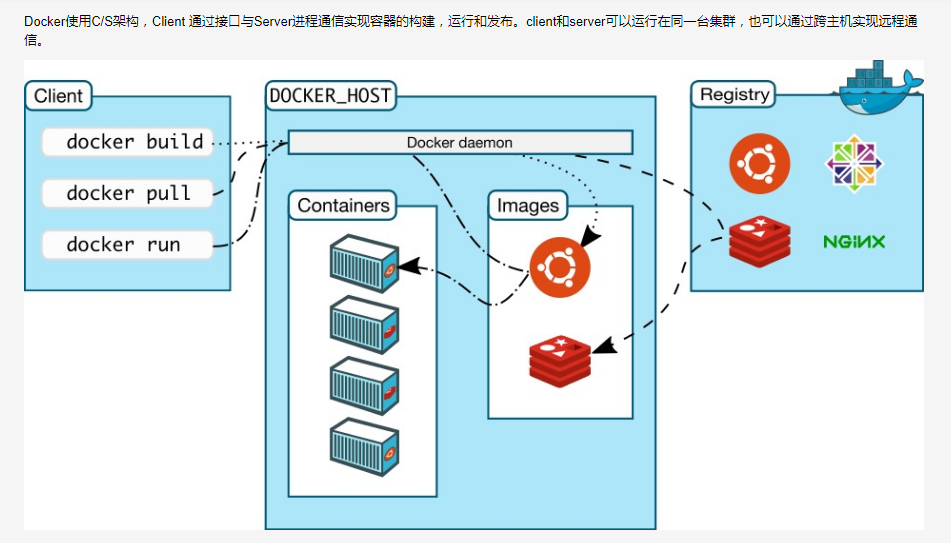 Docker使用C/S架构，Client 通过接口与Server进程通信实现容器的构建，运行和发布。client和server可以运行在同一台集群，也可以通过跨主机实现远程通
信。
Client
DOCKER_HOST
Registry
docker build
Docker daemon
docker pull
Containers
Images
docker run
NGiNX